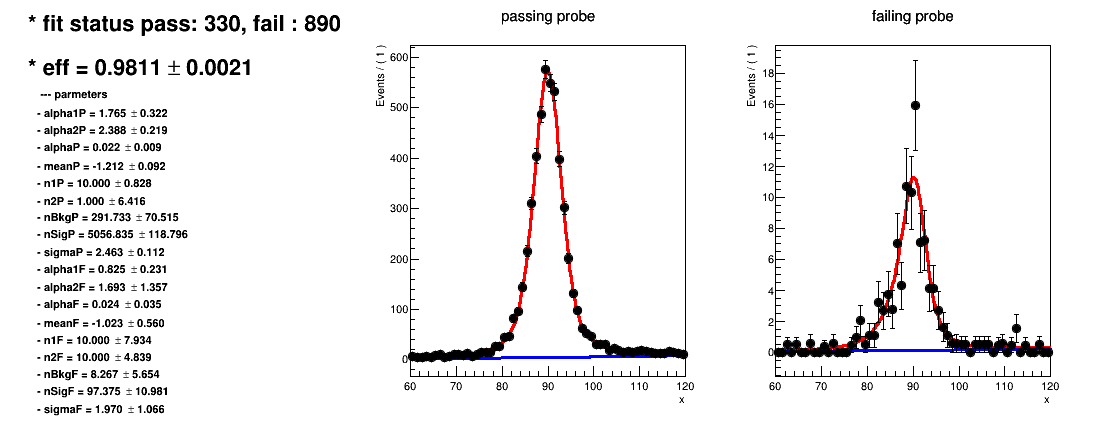 * fit status pass: 330, fail : 890
* eff = 0.9811 ± 0.0021
--- parmeters
- alpha1P = 1.765 ± 0.322
- alpha2P = 2.388 ± 0.219
- alphaP = 0.022 ± 0.009
- meanP = -1.212 ± 0.092
- n1P = 10.000 ± 0.828
- n2P = 1.000 ± 6.416
- nBkgP = 291.733 ± 70.515
- nSigP = 5056.835 ± 118.796
- sigmaP = 2.463 ± 0.112
- alpha1F = 0.825 ± 0.231
- alpha2F = 1.693 ± 1.357
- alphaF = 0.024 ± 0.035
- meanF = -1.023 ± 0.560
- n1F = 10.000 ± 7.934
- n2F = 10.000 ± 4.839
- nBkgF = 8.267 ± 5.654
- nSigF = 97.375 ± 10.981
- sigmaF = 1.970 ± 1.066
passing probe
Events / ( 1 )
600
500
400
300
200
100
0
60 70 80 90 100 110 120
x
failing probe
Events / ( 1 )
18
16
14
12
10
8
6
4
2
0
60 70 80 90 100 110 120
x